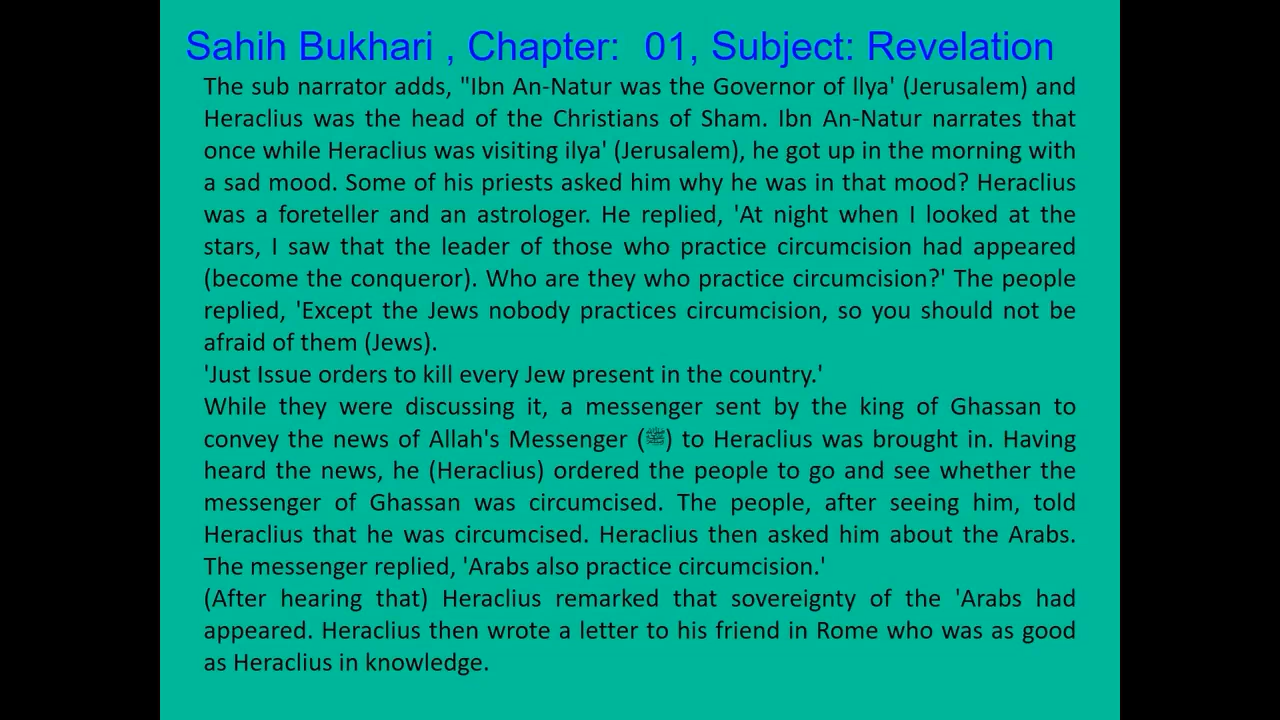 Sahih Bukhari , Chapter:  01, Subject: Revelation
The sub narrator adds, "Ibn An-Natur was the Governor of llya' (Jerusalem) and
Heraclius was the head of the Christians of Sham. Ibn An-Natur narrates that
once while Heraclius was visiting ilya' (Jerusalem), he got up in the morning with
a sad mood. Some of his priests asked him why he was in that mood? Heraclius
was a foreteller and an astrologer. He replied, 'At night when I looked at the
stars, I saw that the leader of those who practice circumcision had appeared
(become the conqueror). Who are they who practice circumcision?' The people
replied, 'Except the Jews nobody practices circumcision, so you should not be
afraid of them (Jews).
'Just Issue orders to kill every Jew present in the country.'
While they were discussing it, a messenger sent by the king of Ghassan to
convey the news of Allah's Messenger (ﷺ) to Heraclius was brought in. Having
heard the news, he (Heraclius) ordered the people to go and see whether the
messenger of Ghassan was circumcised. The people, after seeing him, told
Heraclius that he was circumcised. Heraclius then asked him about the Arabs.
The messenger replied, 'Arabs also practice circumcision.'
(After hearing that) Heraclius remarked that sovereignty of the 'Arabs had
appeared. Heraclius then wrote a letter to his friend in Rome who was as good
as Heraclius in knowledge.